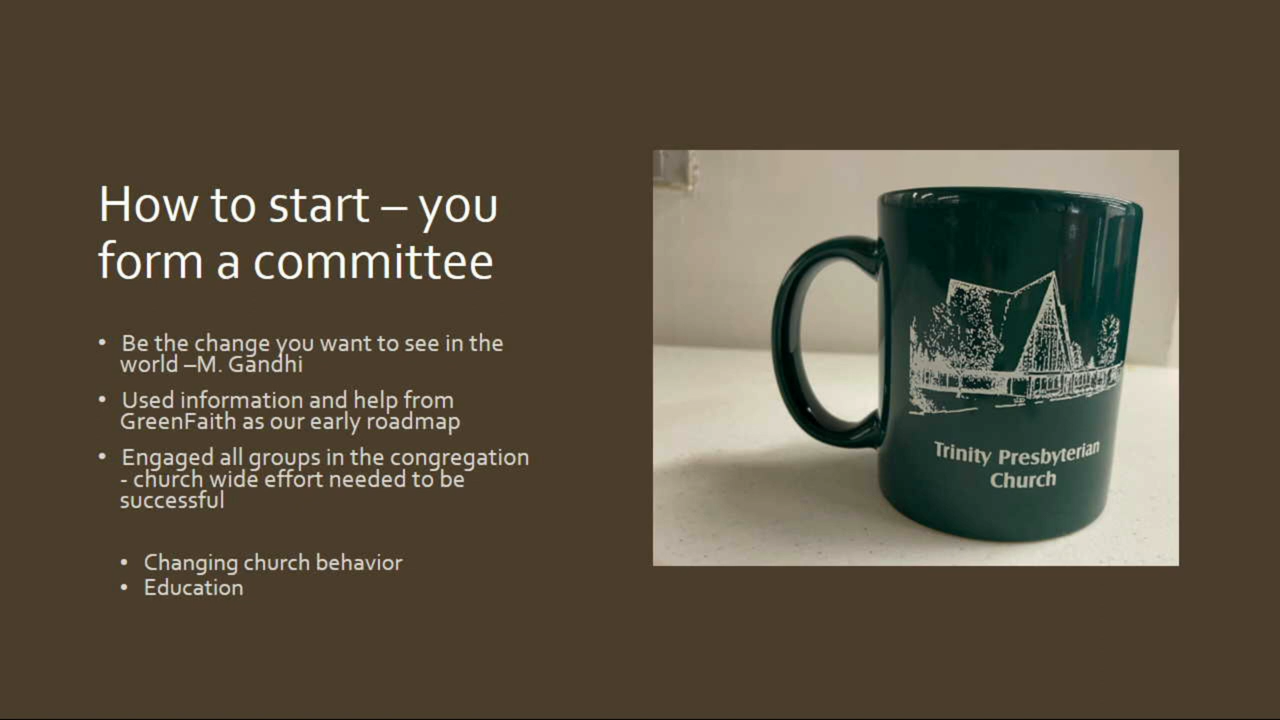 How to start – you
form a committee
• Be the change you want to see in the
world –M. Gandhi
• Used information and help from
GreenFaith as our early roadmap
• Engaged all groups in the congregation
- church wide effort needed to be
successful
• Changing church behavior
• Education
Trinity Presbyterian
Church